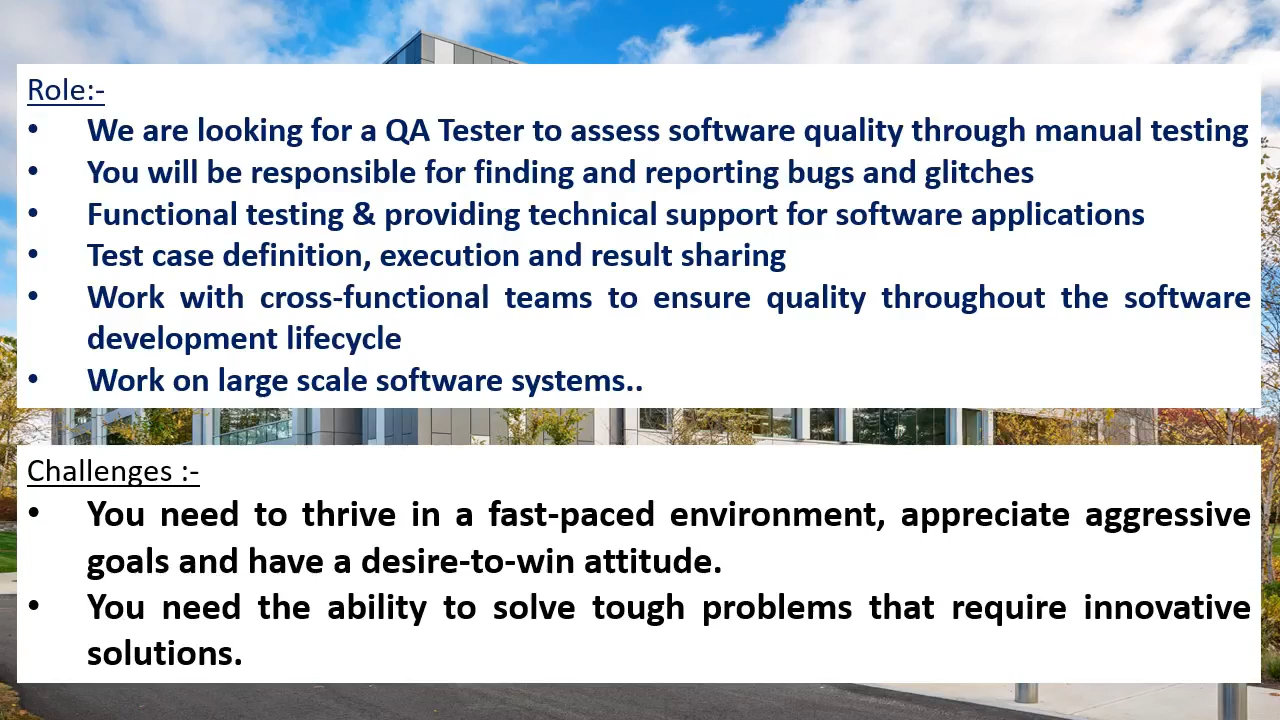 Role:-
• We are looking for a QA Tester to assess software quality through manual testing
• You will be responsible for finding and reporting bugs and glitches
• Functional testing & providing technical support for software applications
• Test case definition, execution and result sharing
• Work with cross-functional teams to ensure quality throughout the software
development lifecycle
• Work on large scale software systems..
Challenges :-
• You need to thrive in a fast-paced environment, appreciate aggressive
goals and have a desire-to-win attitude.
• You need the ability to solve tough problems that require innovative
solutions.